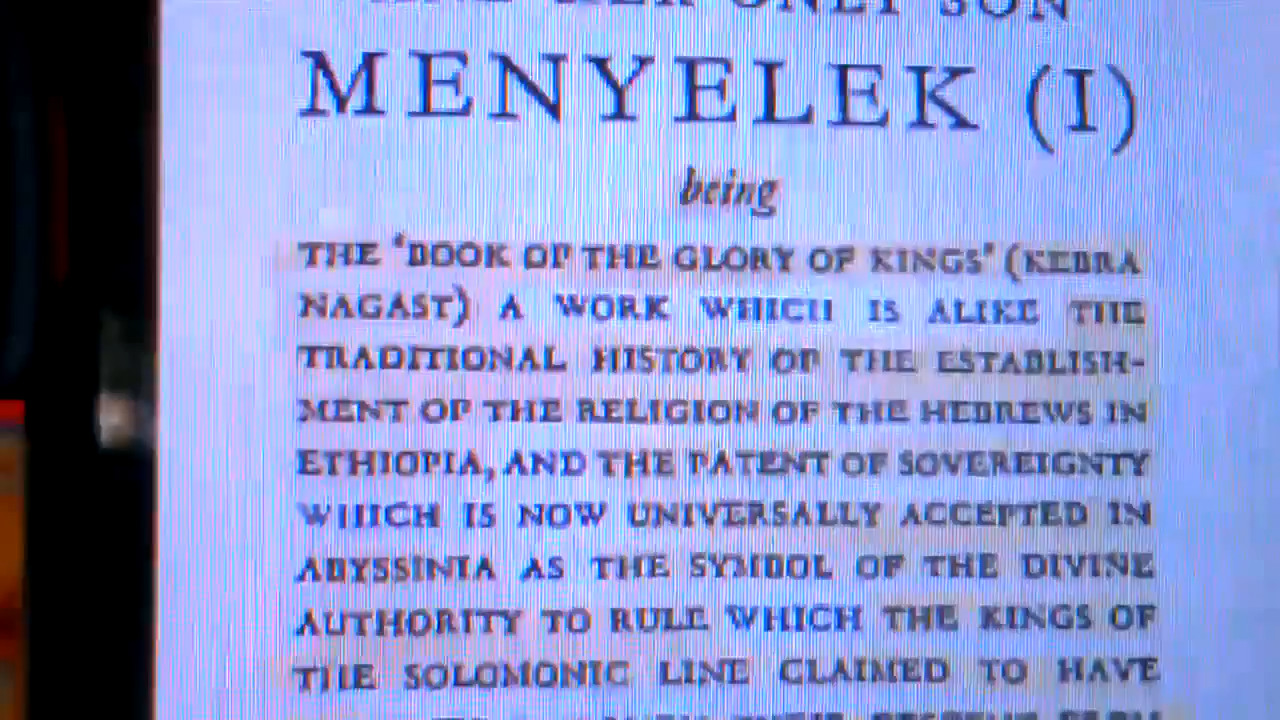 ONLY SON
MENYELEK (I)
being
THE 'BOOK OF THE GLORY OF KINGS' (KEBRA
NAGAST) A WORK WHICH IS ALIKE THE
TRADITIONAL HISTORY OF THE ESTABLISH-
MENT OF THE RELIGION OF THE HEBREWS IN
ETHIOPIA, AND THE PATENT OF SOVEREIGNTY
WHICH IS NOW UNIVERSALLY ACCEPTED IN
ABYSSINIA AS THE SYMBOL OF THE DIVINE
AUTHORITY TO RULE WHICH THE KINGS OF
THE SOLOMONIC LINE CLAIMED TO HAVE